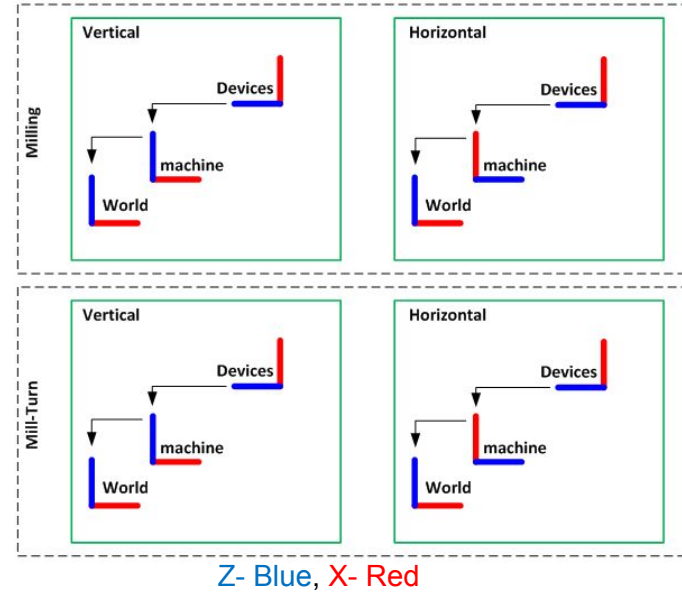 Milling
Vertical
Devices
machine
World
Horizontal
Devices
machine
World
Mill-Turn
Vertical
Devices
machine
World
Horizontal
Devices
machine
World
Z- Blue, X- Red